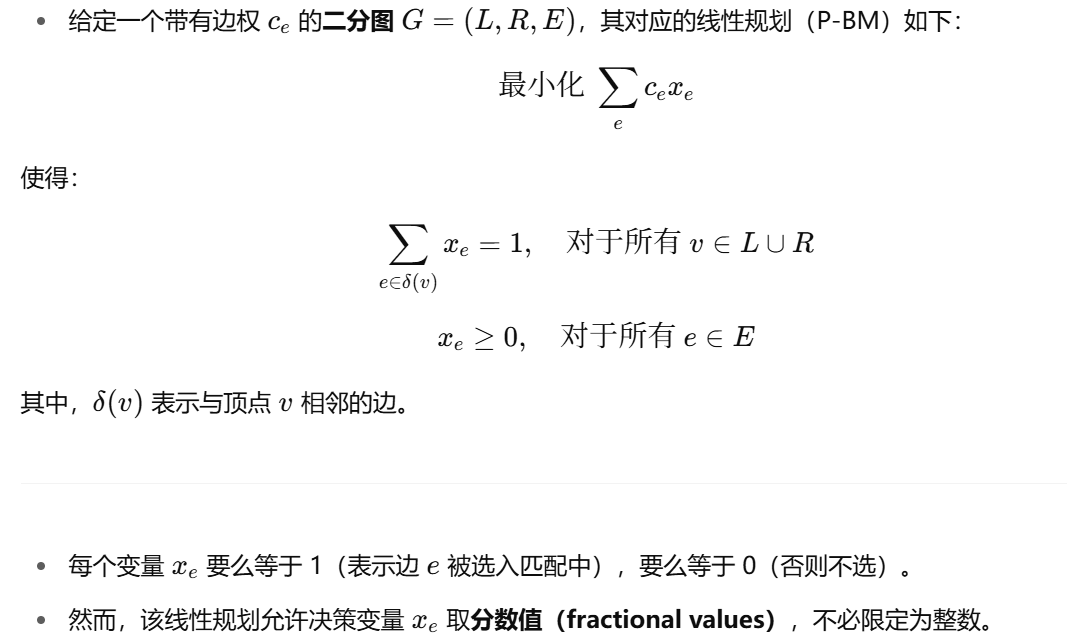 • 给定一个带有边权 $c_e$ 的二分图 $G = (L, R, E)$，其对应的线性规划（P-BM）如下：
最小化 $\sum_{e} c_e x_e$
使得：
$\sum_{e \in \delta(v)} x_e = 1, \quad$ 对于所有 $v \in L \cup R$
$x_e \geq 0, \quad$ 对于所有 $e \in E$
其中，$\delta(v)$ 表示与顶点 $v$ 相邻的边。
• 每个变量 $x_e$ 要么等于 1（表示边 $e$ 被选入匹配中），要么等于 0（否则不选）。
• 然而，该线性规划允许决策变量 $x_e$ 取分数值（fractional values），不必限定为整数。